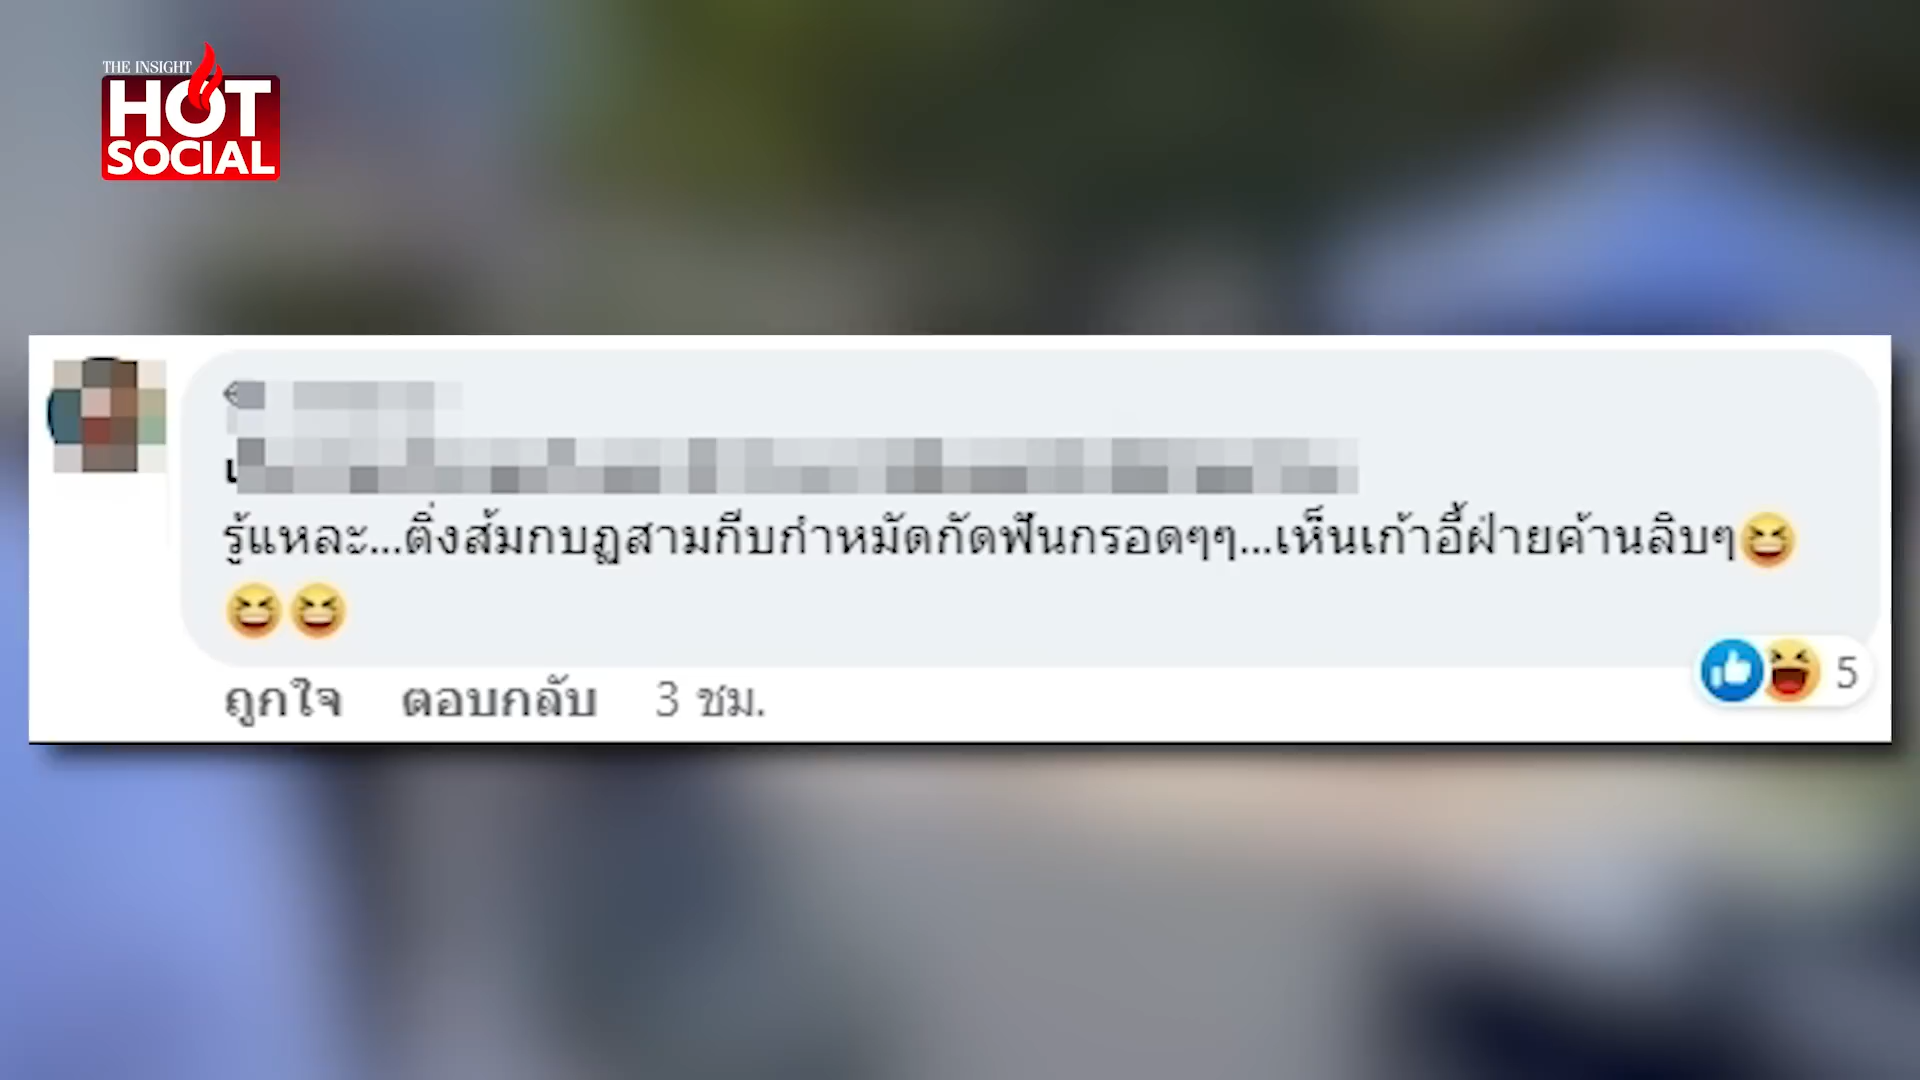 THE INSIGHT
HOT
SOCIAL
รู้แหละ...ติ่งส้มกบฏสามกีบกำหมัดกัดฟันกรอดๆๆ...เห็นเก้าอี้ฝ่ายค้านลิบๆ😆
😆😆
5
ถูกใจ ตอบกลับ 3 ชม.